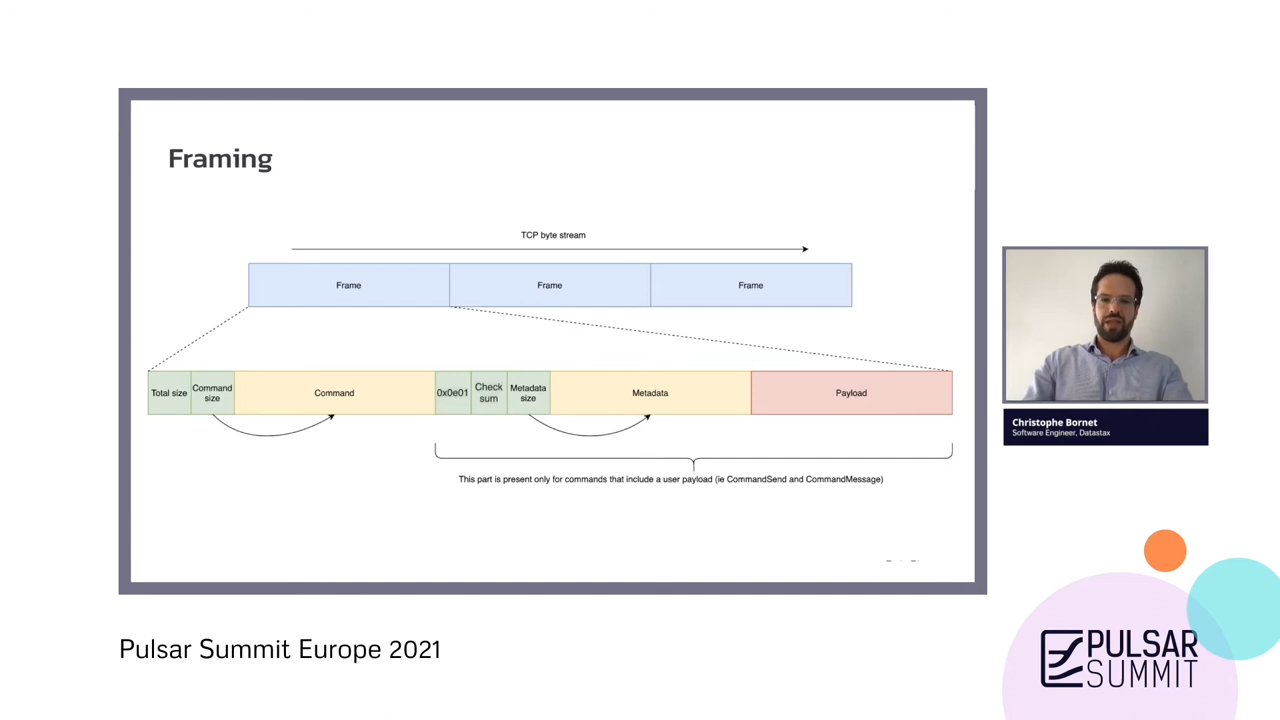 Framing
TCP byte stream
Frame
Frame
Frame
Total size
Command
size
Command
0x0e01
Check
sum
Metadata
size
Metadata
Payload
This part is present only for commands that include a user payload (ie CommandSend and CommandMessage)
Christophe Bornet
Software Engineer, Datastax
Pulsar Summit Europe 2021
PULSAR
SUMMIT